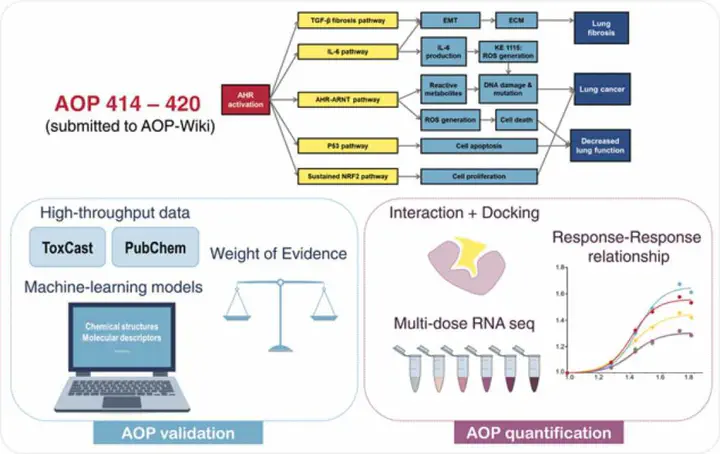 AOP 414 – 420
(submitted to AOP-Wiki)
AHR
activation
TGF-β fibrosis pathway
EMT
ECM
Lung
fibrosis
IL-6 pathway
IL-6
production
KE 1115:
ROS generation
AHR-ARNT pathway
Reactive
metabolites
DNA damage &
mutation
Lung cancer
ROS generation
Cell death
P53 pathway
Cell apoptosis
Decreased
lung function
Sustained NRF2 pathway
Cell proliferation
High-throughput data
ToxCast
PubChem
Weight of Evidence
Machine-learning models
Chemical structures
Molecular descriptors
AOP validation
Interaction + Docking
Multi-dose RNA seq
Response-Response
relationship
1.8
1.6
1.4
1.2
1.0
1.0
1.2
1.4
1.6
1.8
AOP quantification